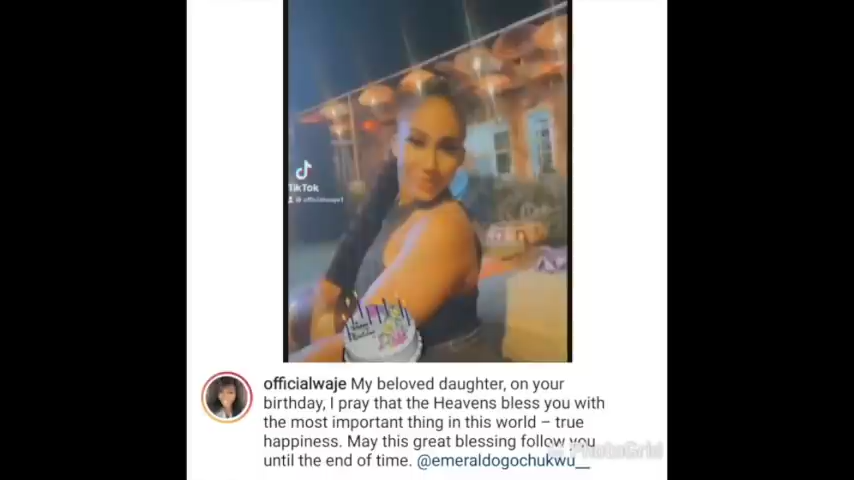 TikTok
@ officialwaje1
officialwaje My beloved daughter, on your
birthday, I pray that the Heavens bless you with
the most important thing in this world – true
happiness. May this great blessing follow you
until the end of time. @emeraldogochukwu__
PhotoGrid